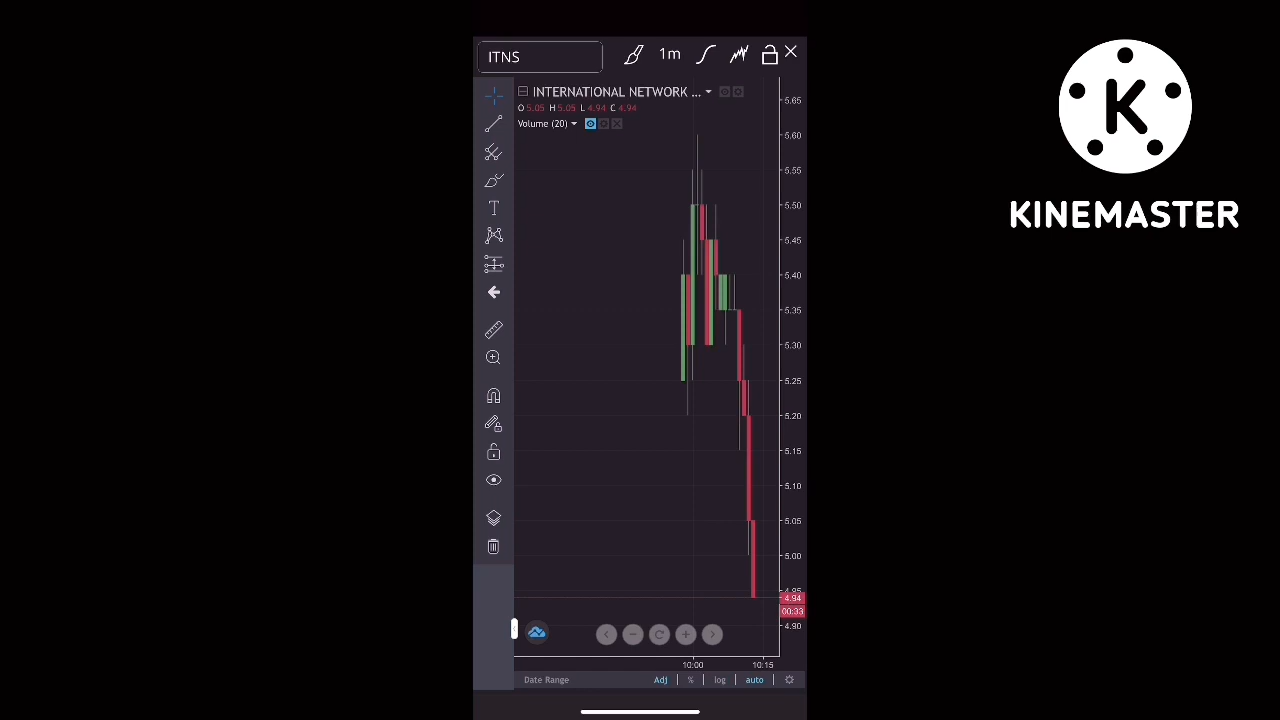 ITNS
1m
INTERNATIONAL NETWORK ...
O 5.05 H 5.05 L 4.94 C 4.94
Volume (20)
T
5.65
5.60
5.55
5.50
5.45
5.40
5.35
5.30
5.25
5.20
5.15
5.10
5.05
5.00
4.95
4.94
00:33
4.90
10:00
10:15
Date Range
Adj % log auto
K
KINEMASTER